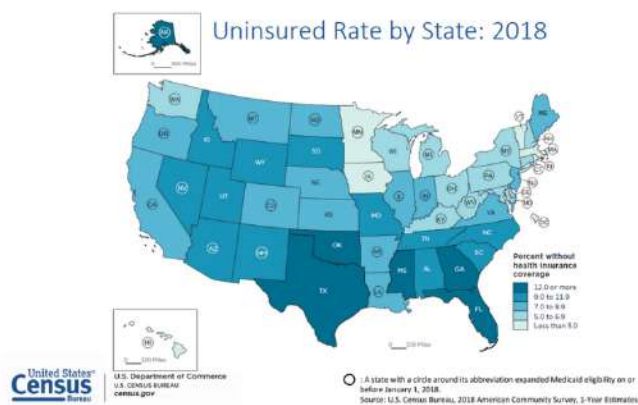 Uninsured Rate by State: 2018
AK
WA
MT
ND
MN
ME
OR
ID
SD
WI
MI
NY
WY
IA
NE
PA
NV
UT
CO
IL
IN
OH
WV
VA
CA
KS
MO
KY
AZ
NM
OK
AR
TN
NC
SC
TX
LA
MS
AL
GA
FL
HI
Percent without
health insurance
coverage
12.0 or more
9.0 to 11.9
7.0 to 8.9
5.0 to 6.9
Less than 5.0
United States®
Census
Bureau
U.S. Department of Commerce
U.S. CENSUS BUREAU
census.gov
: A state with a circle around its abbreviation expanded Medicaid eligibility on or
before January 1, 2018.
Source: U.S. Census Bureau, 2018 American Community Survey, 1-Year Estimates